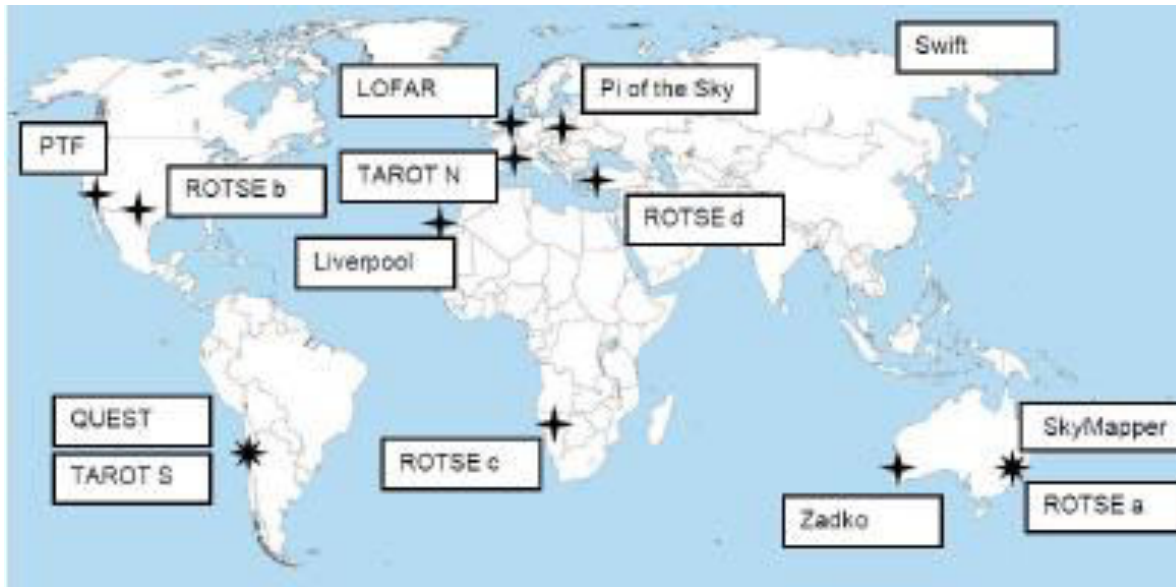 Swift
LOFAR
Pi of the Sky
PTF
ROTSE b
TAROT N
ROTSE d
Liverpool
QUEST
SkyMapper
TAROT S
ROTSE c
Zadko
ROTSE a